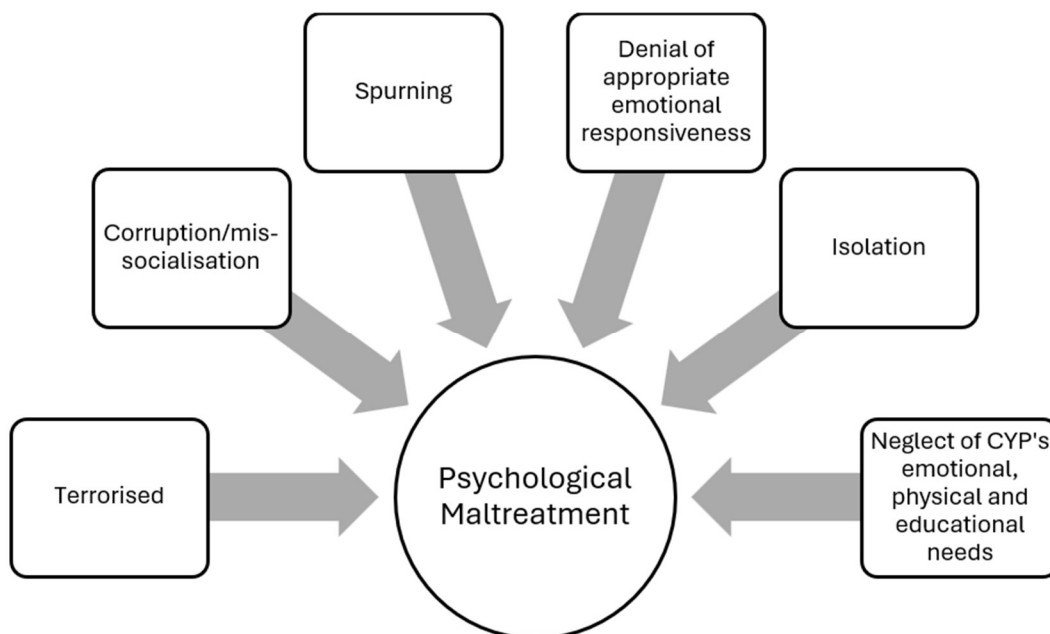 Spurning
Denial of
appropriate
emotional
responsiveness
Corruption/mis-
socialisation
Isolation
Terrorised
Psychological
Maltreatment
Neglect of CYP's
emotional,
physical and
educational
needs